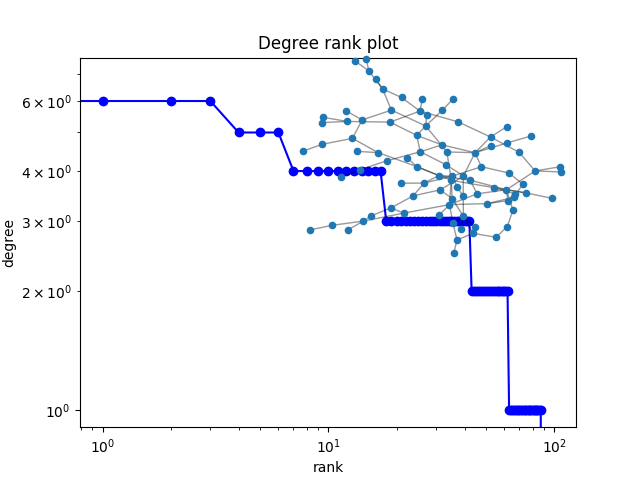 Degree rank plot
degree
6 × 10⁰
4 × 10⁰
3 × 10⁰
2 × 10⁰
10⁰
10⁰
10¹
10²
rank